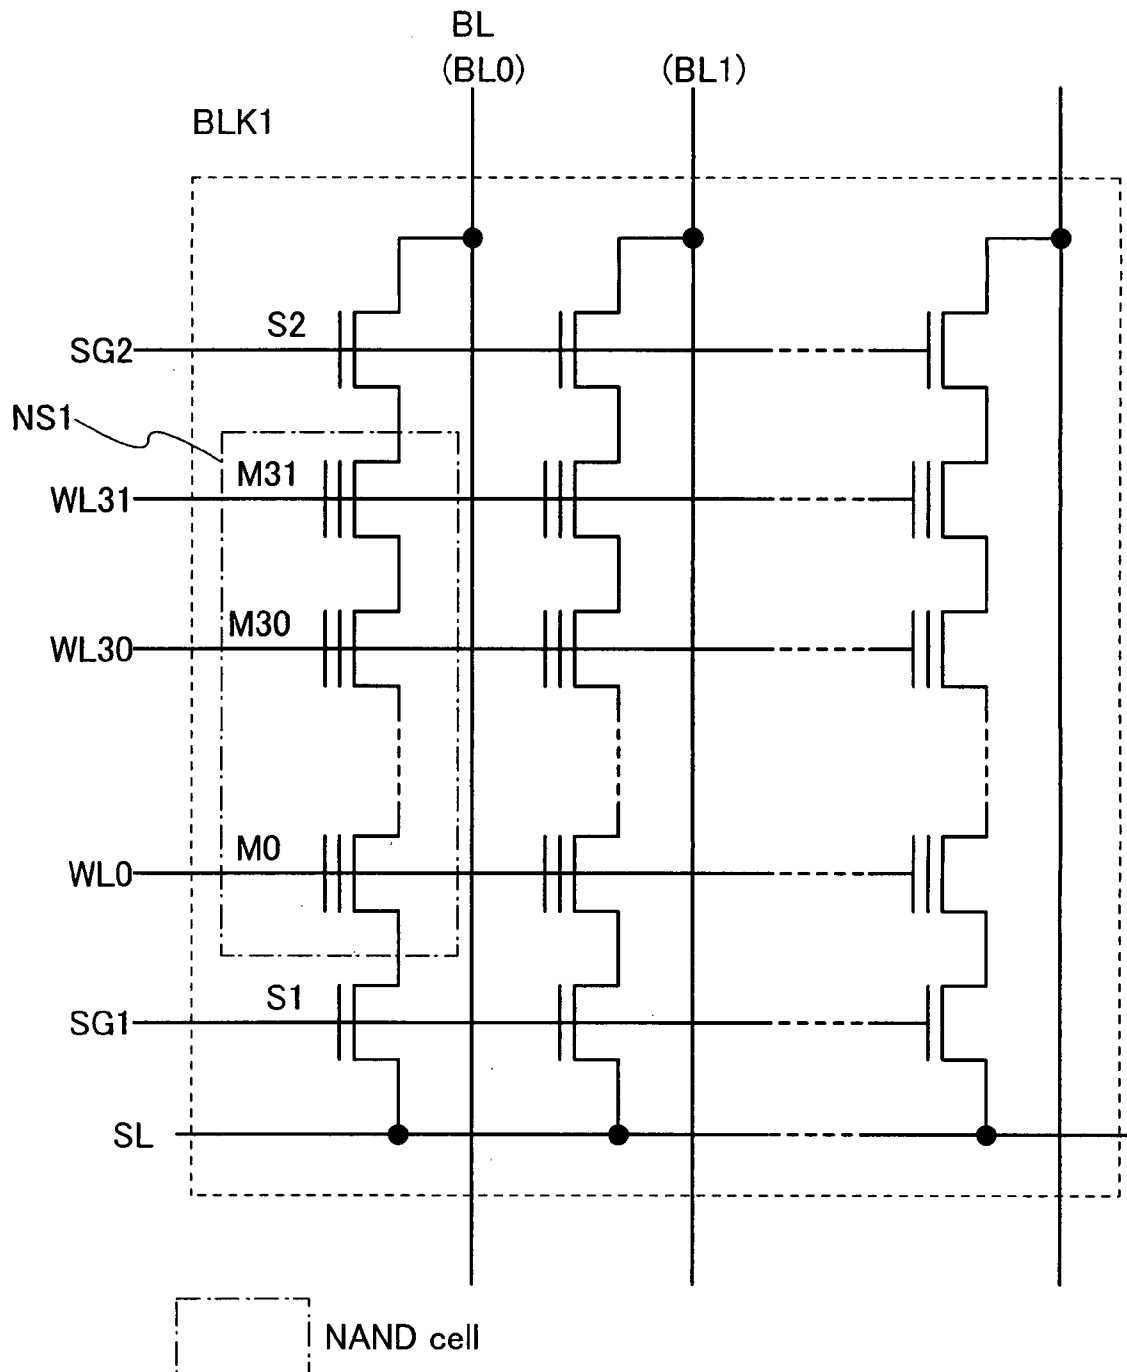 BL
(BL0)
(BL1)
BLK1
S2
SG2
NS1
M31
WL31
M30
WL30
M0
WL0
S1
SG1
SL
NAND cell